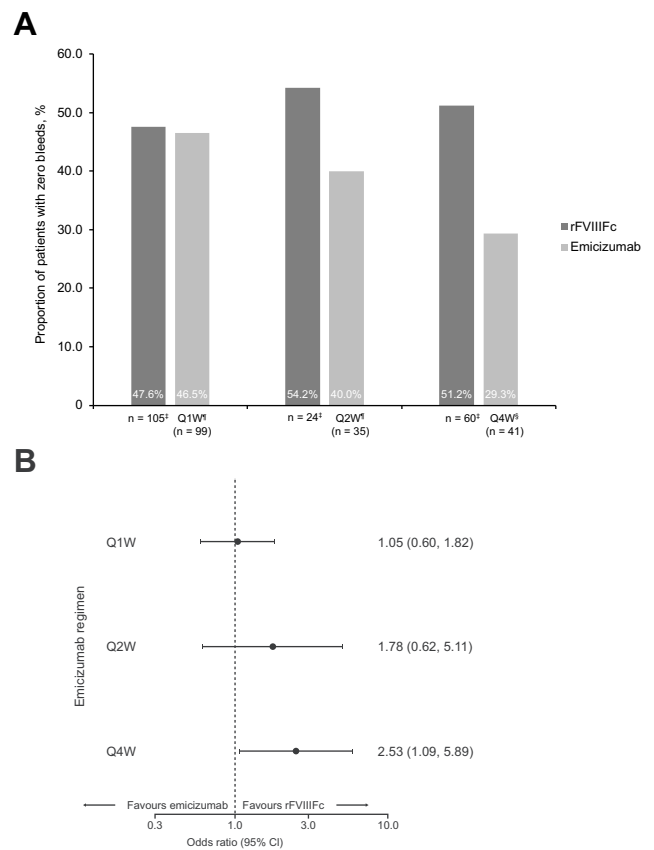 A
60.0
50.0
40.0
30.0
20.0
10.0
0
Proportion of patients with zero bleeds, %
47.6% 46.5% 54.2% 40.0% 51.2% 29.3%
n = 105‡ Q1W¶ n = 24‡ Q2W¶ n = 60‡ Q4W§
(n = 99) (n = 35) (n = 41)
rFVIIIFc
Emicizumab
B
Emicizumab regimen
Q1W 1.05 (0.60, 1.82)
Q2W 1.78 (0.62, 5.11)
Q4W 2.53 (1.09, 5.89)
Favours emicizumab Favours rFVIIIFc
0.3 1.0 3.0 10.0
Odds ratio (95% CI)